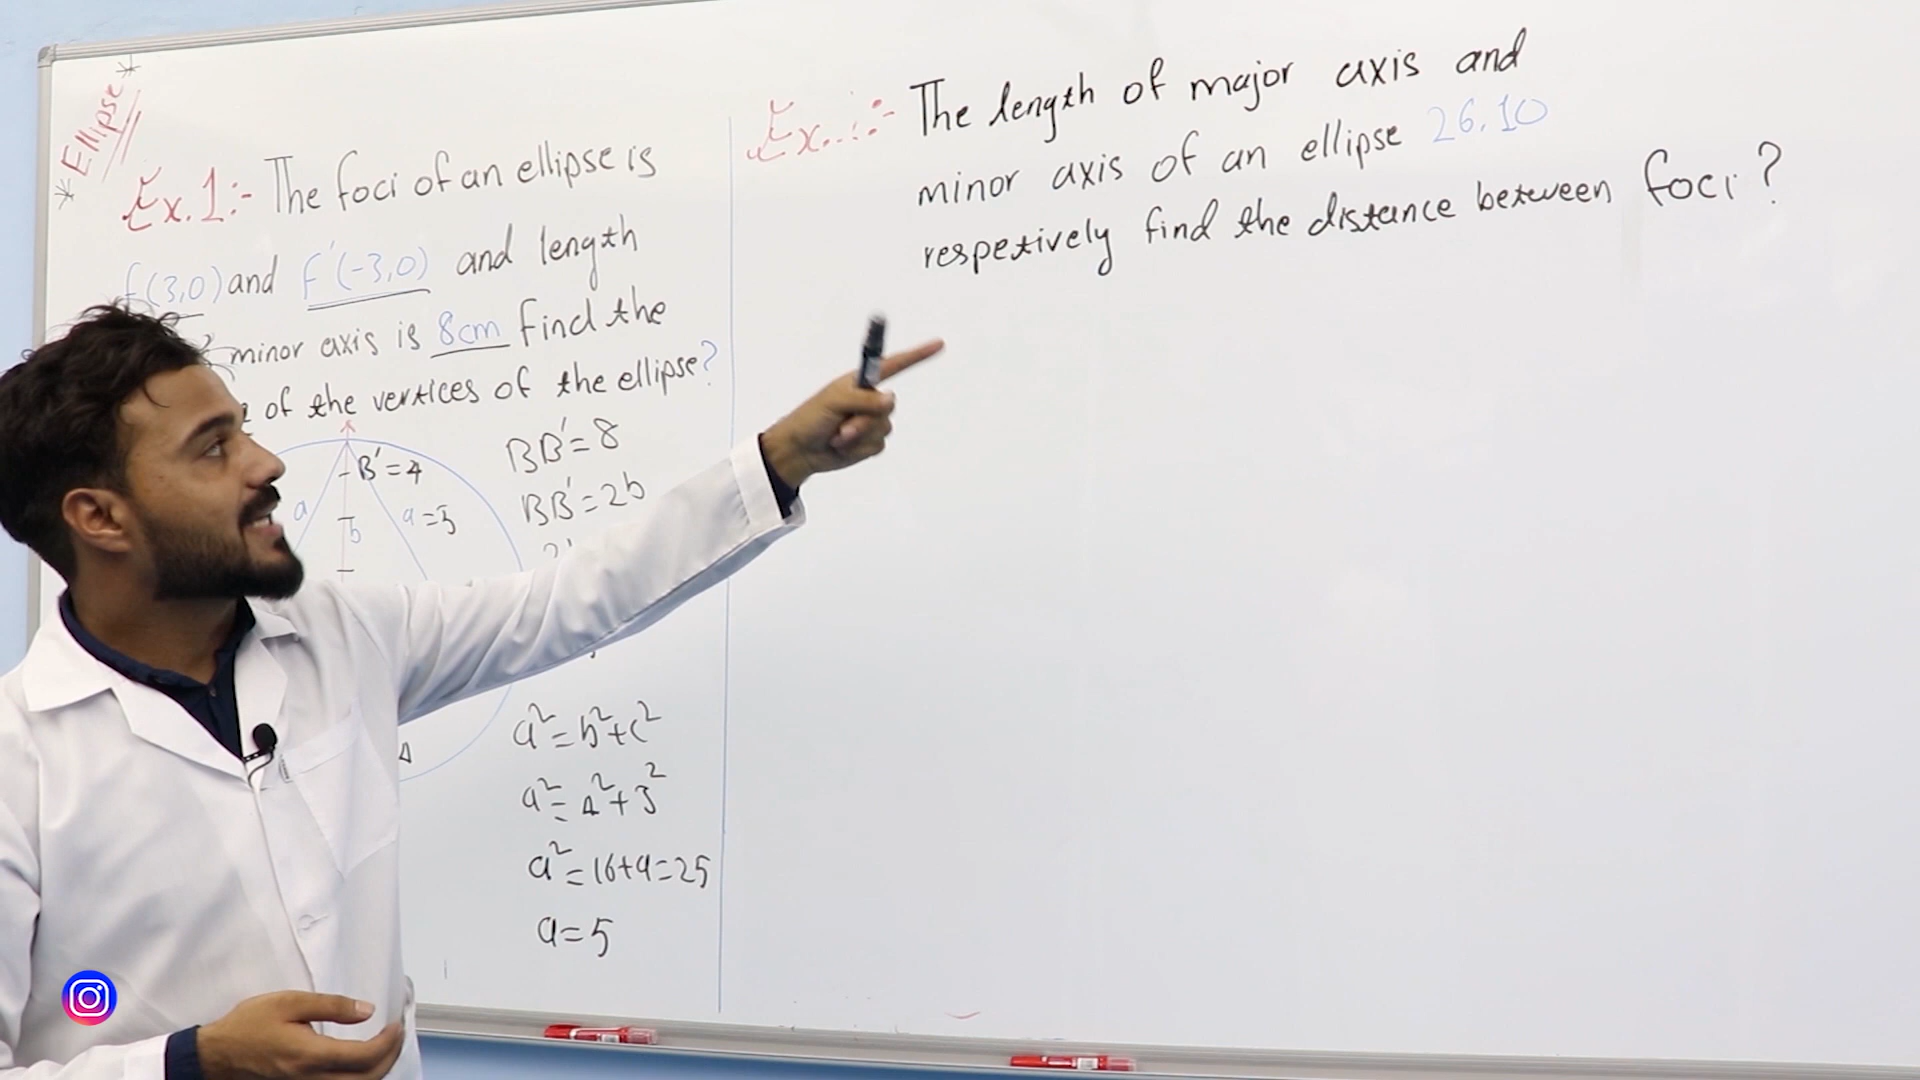 * Ellipse *
Ex.1:- The foci of an ellipse is
f(3,0) and F'(-3,0) and length
minor axis is 8cm find the
of the vertices of the ellipse?
B'=4
a
b
a=5
BB'=8
BB'=2b
a²=b²+c²
a²=4²+3²
a²=16+9=25
a=5
Ex. :- The length of major axis and
minor axis of an ellipse 26.10
respetively find the distance between foci?